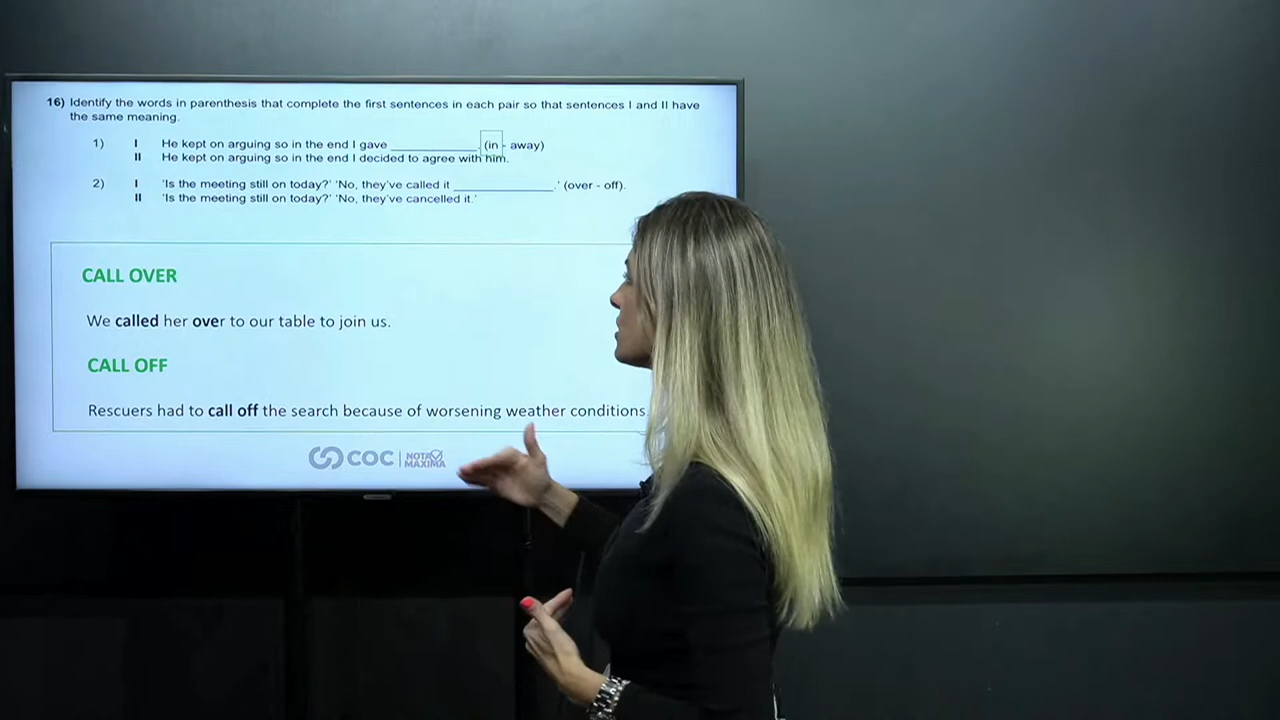 16) Identify the words in parenthesis that complete the first sentences in each pair so that sentences I and II have
the same meaning.
1) I He kept on arguing so in the end I gave ____________. (in - away)
II He kept on arguing so in the end I decided to agree with him.
2) I 'Is the meeting still on today?' 'No, they've called it ______________.' (over - off).
II 'Is the meeting still on today?' 'No, they've cancelled it.'
CALL OVER
We called her over to our table to join us.
CALL OFF
Rescuers had to call off the search because of worsening weather conditions.
COC | NOTA
MÁXIMA